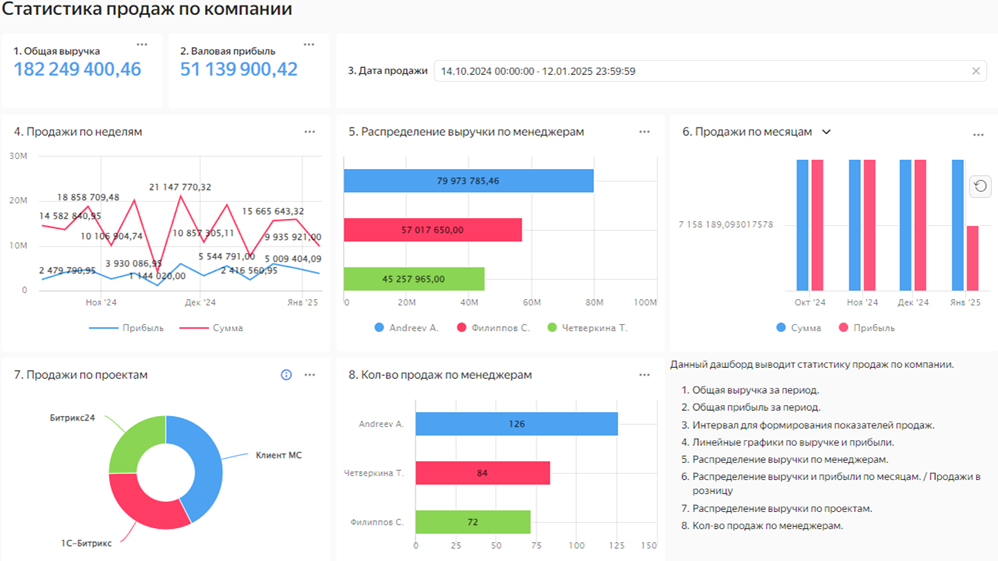 Статистика продаж по компании
1. Общая выручка
182 249 400,46
2. Валовая прибыль
51 139 900,42
3. Дата продажи
14.10.2024 00:00:00 - 12.01.2025 23:59:59
4. Продажи по неделям
30M
20M
10M
0
21 147 770,32
18 858 709,48
14 582 840,95
15 665 643,32
10 106 904,74
10 857 305,11
9 935 921,00
3 930 086,95
5 544 791,00
5 009 404,09
2 479 790,95
1 144 020,00
2 416 560,95
Ноя '24
Дек '24
Янв '25
Прибыль
Сумма
5. Распределение выручки по менеджерам
79 973 785,46
57 017 650,00
45 257 965,00
0
20M
40M
60M
80M
100M
Andreev A.
Филиппов С.
Четверкина Т.
6. Продажи по месяцам
7 158 189,093017578
Окт '24
Ноя '24
Дек '24
Янв '25
Сумма
Прибыль
7. Продажи по проектам
Битрикс24
Клиент МС
1С-Битрикс
8. Кол-во продаж по менеджерам
Andreev A.
126
Четверкина Т.
84
Филиппов С.
72
0
25
50
75
100
125
150
Данный дашборд выводит статистику продаж по компании.
1. Общая выручка за период.
2. Общая прибыль за период.
3. Интервал для формирования показателей продаж.
4. Линейные графики по выручке и прибыли.
5. Распределение выручки по менеджерам.
6. Распределение выручки и прибыли по месяцам. / Продажи в
розницу
7. Распределение выручки по проектам.
8. Кол-во продаж по менеджерам.